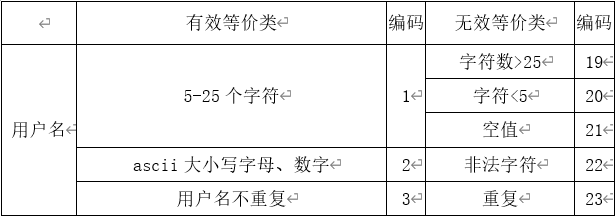 有效等价类 编码 无效等价类 编码
用户名 5-25 个字符 1 字符数>25 19
字符<5 20
空值 21
ascii 大小写字母、数字 2 非法字符 22
用户名不重复 3 重复 23